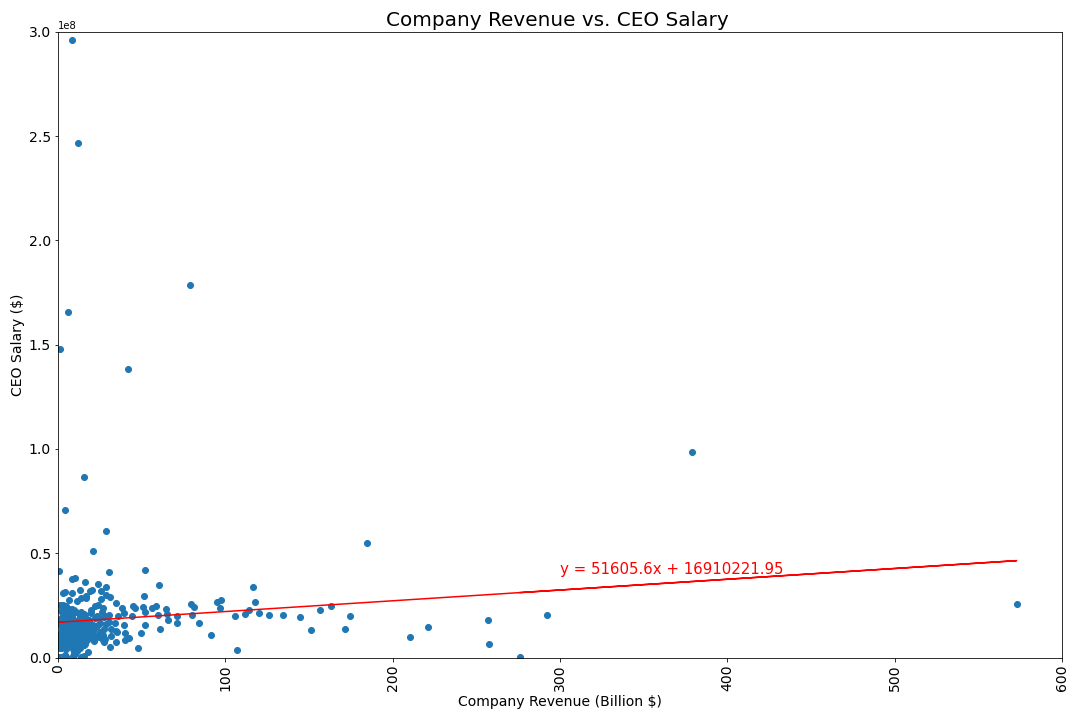 Company Revenue vs. CEO Salary
1e8
3.0
2.5
2.0
1.5
1.0
0.5
0.0
CEO Salary ($)
y = 51605.6x + 16910221.95
0
100
200
300
400
500
600
Company Revenue (Billion $)